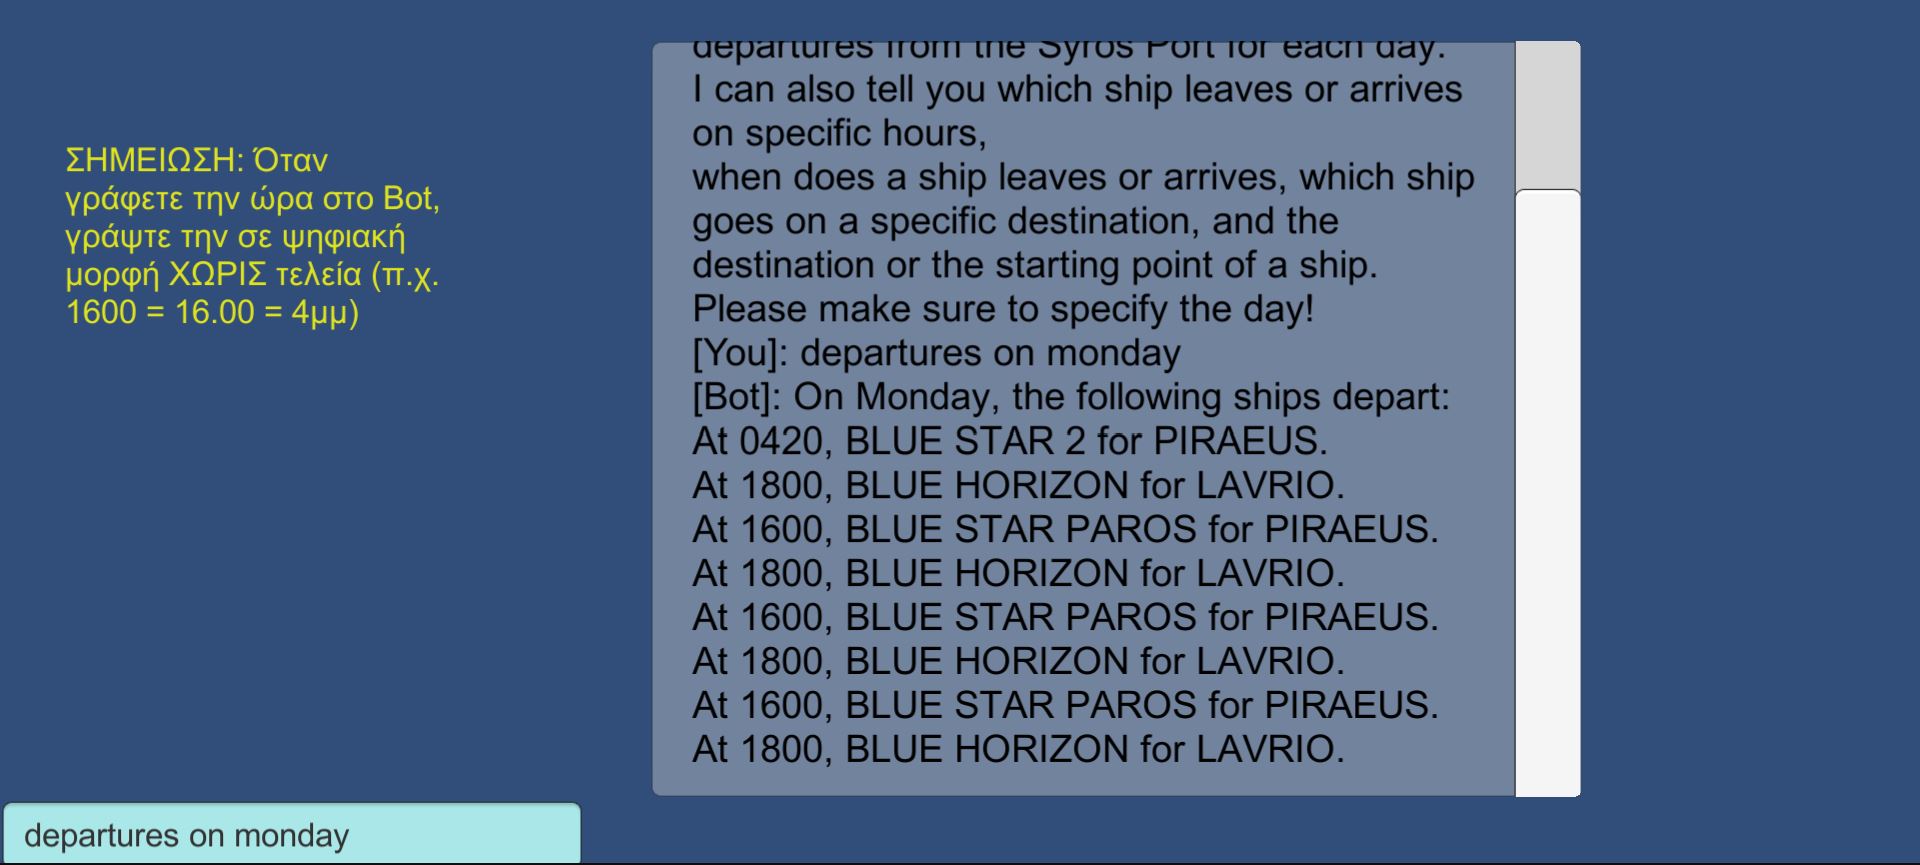 ΣΗΜΕΙΩΣΗ: Όταν
γράφετε την ώρα στο Bot,
γράψτε την σε ψηφιακή
μορφή ΧΩΡΙΣ τελεία (π.χ.
1600 = 16.00 = 4μμ)
departures from the Syros Port for each day.
I can also tell you which ship leaves or arrives
on specific hours,
when does a ship leaves or arrives, which ship
goes on a specific destination, and the
destination or the starting point of a ship.
Please make sure to specify the day!
[You]: departures on monday
[Bot]: On Monday, the following ships depart:
At 0420, BLUE STAR 2 for PIRAEUS.
At 1800, BLUE HORIZON for LAVRIO.
At 1600, BLUE STAR PAROS for PIRAEUS.
At 1800, BLUE HORIZON for LAVRIO.
At 1600, BLUE STAR PAROS for PIRAEUS.
At 1800, BLUE HORIZON for LAVRIO.
At 1600, BLUE STAR PAROS for PIRAEUS.
At 1800, BLUE HORIZON for LAVRIO.
departures on monday